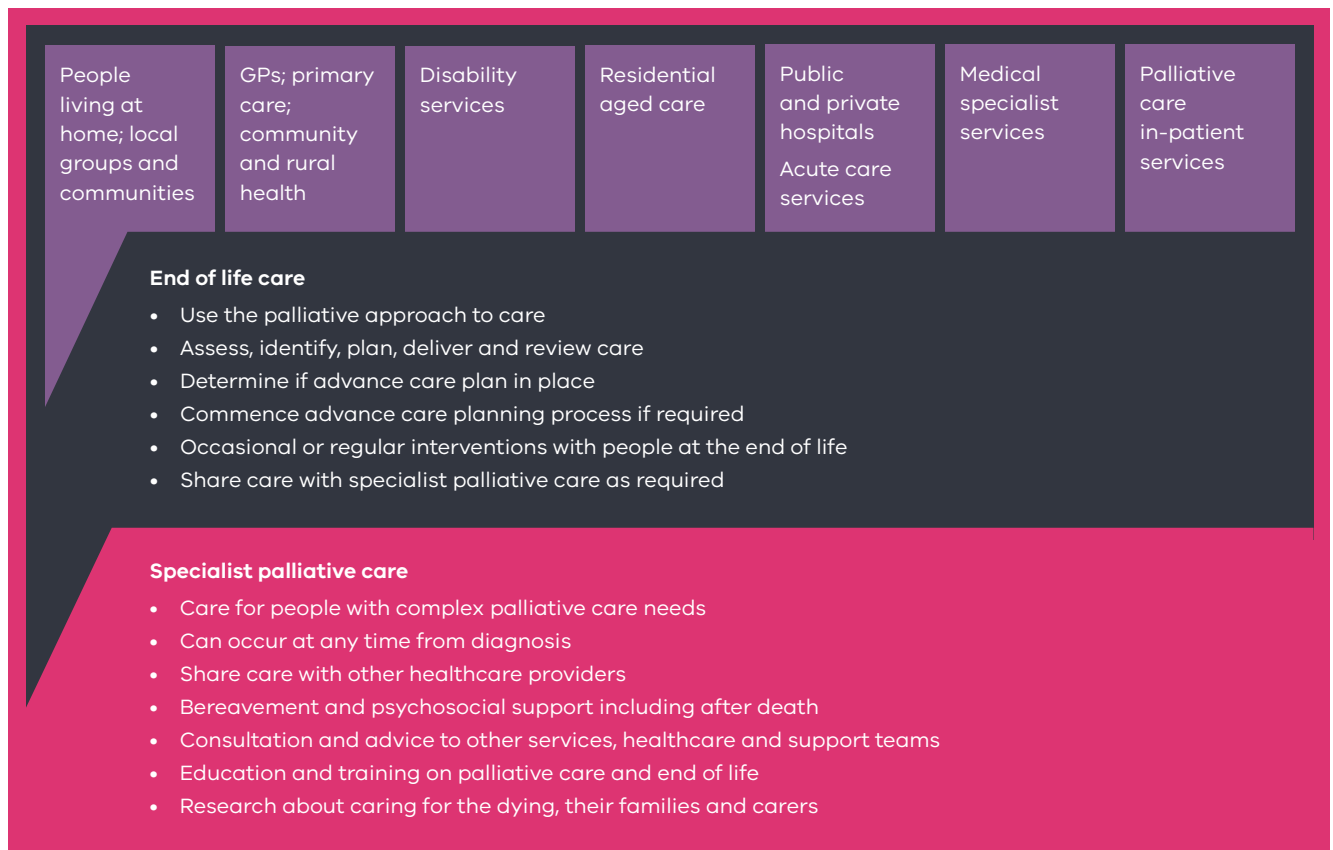 People
living at
home; local
groups and
communities
GPs; primary
care;
community
and rural
health
Disability
services
Residential
aged care
Public
and private
hospitals
Acute care
services
Medical
specialist
services
Palliative
care
in-patient
services
End of life care
• Use the palliative approach to care
• Assess, identify, plan, deliver and review care
• Determine if advance care plan in place
• Commence advance care planning process if required
• Occasional or regular interventions with people at the end of life
• Share care with specialist palliative care as required
Specialist palliative care
• Care for people with complex palliative care needs
• Can occur at any time from diagnosis
• Share care with other healthcare providers
• Bereavement and psychosocial support including after death
• Consultation and advice to other services, healthcare and support teams
• Education and training on palliative care and end of life
• Research about caring for the dying, their families and carers